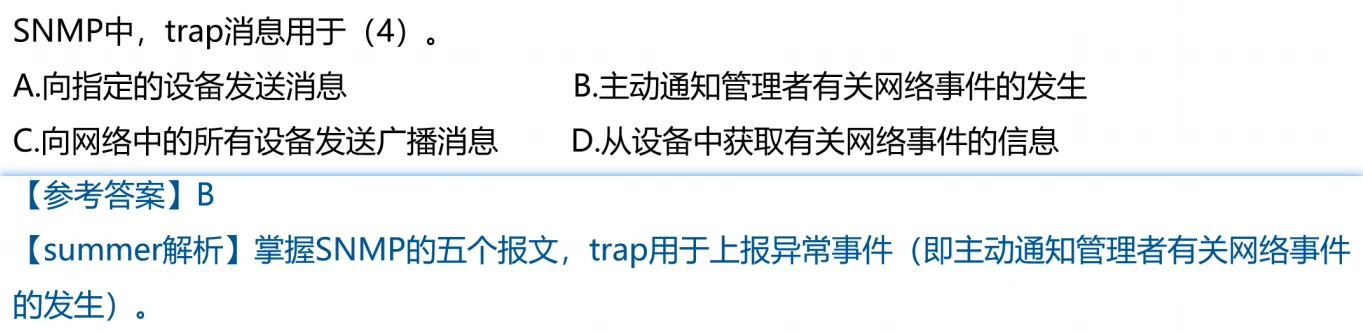 SNMP中，trap消息用于（4）。
A.向指定的设备发送消息 B.主动通知管理者有关网络事件的发生
C.向网络中的所有设备发送广播消息 D.从设备中获取有关网络事件的信息
【参考答案】B
【summer解析】掌握SNMP的五个报文，trap用于上报异常事件（即主动通知管理者有关网络事件
的发生）。